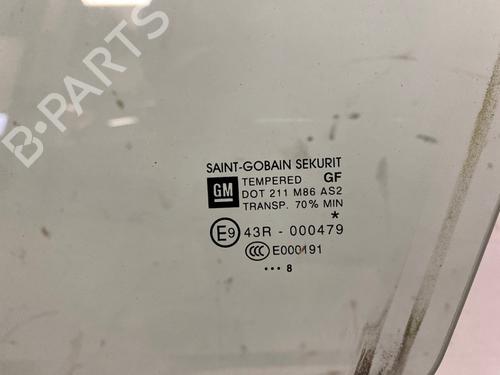 B-PARTS
SAINT-GOBAIN SEKURIT
GM TEMPERED GF
DOT 211 M86 AS2
TRANSP. 70% MIN
*
E9 43R - 000479
CCC E000191
••• 8